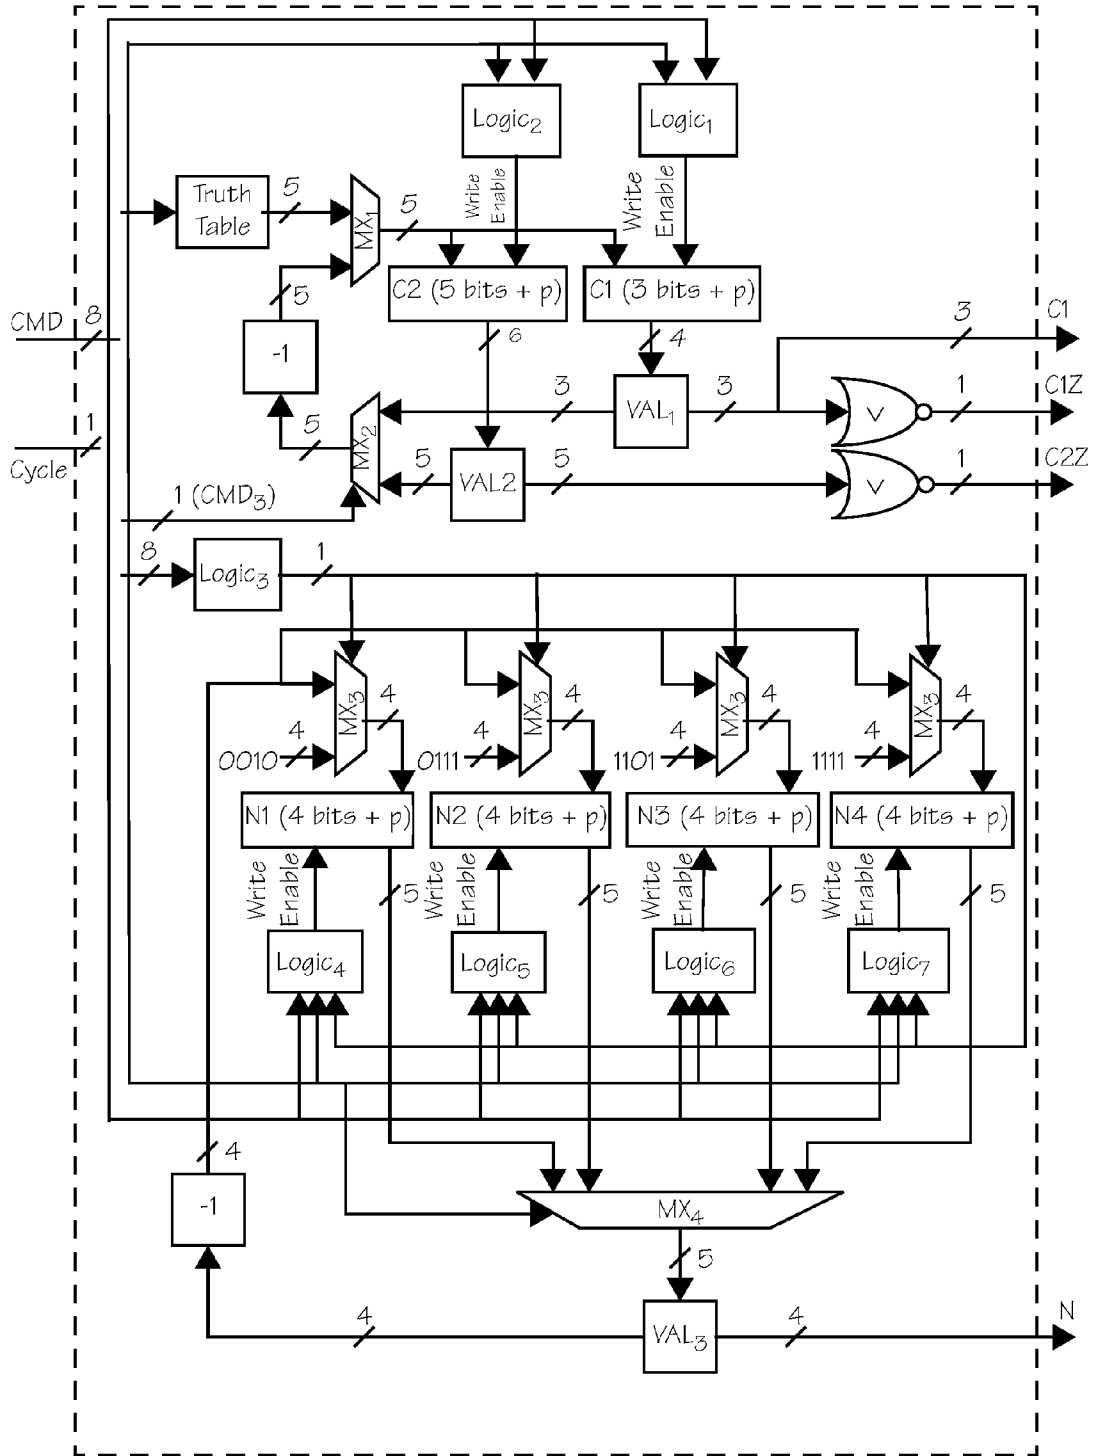 Logic2
Logic1
Write
Enable
Write
Enable
Truth
Table
5
MX1
5
5
C2 (5 bits + p)
C1 (3 bits + p)
CMD
8
-1
6
4
3
C1
1
Cycle
5
MX2
3
VAL1
3
V
1
C1Z
5
VAL2
5
V
1
C2Z
1 (CMD3)
8
Logic3
1
MX3
4
MX3
4
MX3
4
MX3
4
0010
4
0111
4
1101
4
1111
4
N1 (4 bits + p)
N2 (4 bits + p)
N3 (4 bits + p)
N4 (4 bits + p)
Write
Enable
5
Write
Enable
5
Write
Enable
5
Write
Enable
5
Logic4
Logic5
Logic6
Logic7
4
-1
MX4
5
4
VAL3
4
N